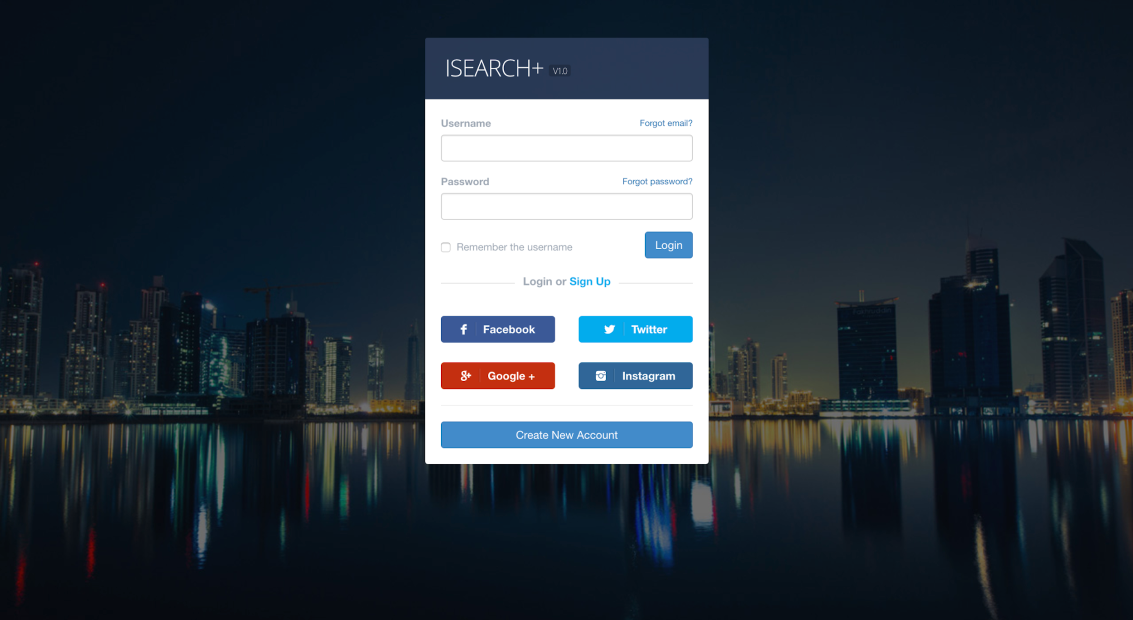 ISEARCH+ V1.0
Username Forgot email?
Password Forgot password?
Remember the username Login
Login or Sign Up
Facebook Twitter
Google + Instagram
Create New Account